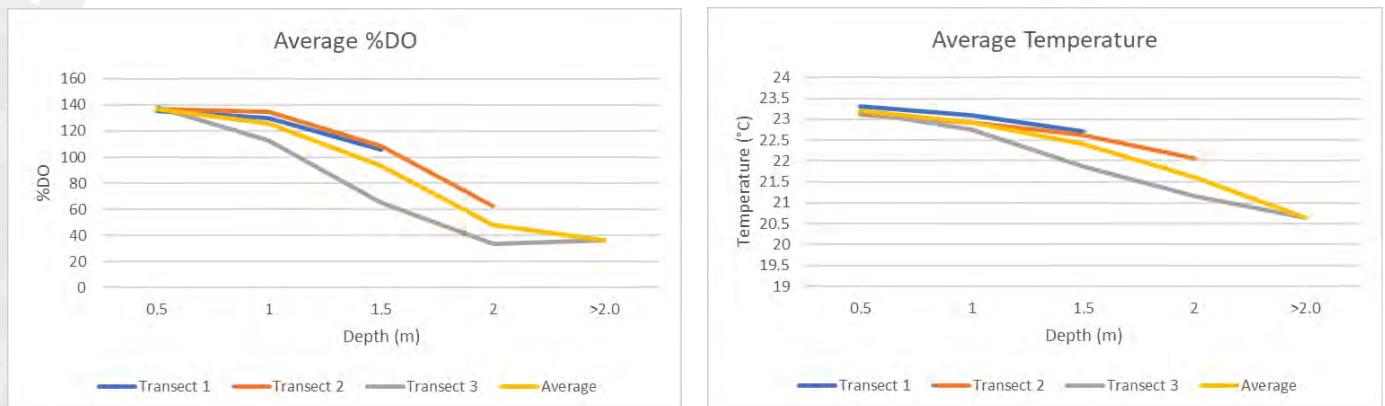 Average %DO
160
140
120
100
80
60
40
20
0
%DO
0.5 1 1.5 2 >2.0
Depth (m)
Transect 1 Transect 2 Transect 3 Average
Average Temperature
24
23.5
23
22.5
22
21.5
21
20.5
20
19.5
19
Temperature (°C)
0.5 1 1.5 2 >2.0
Depth (m)
Transect 1 Transect 2 Transect 3 Average